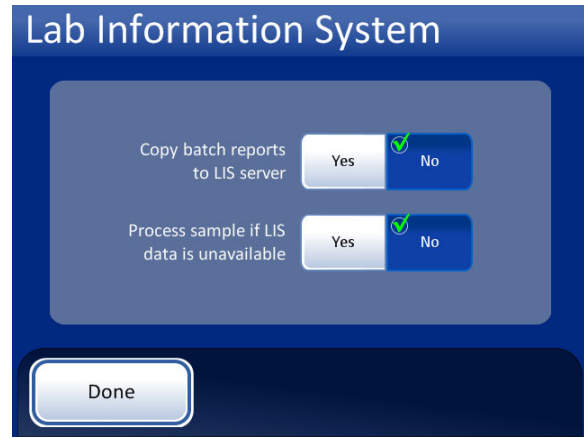 Lab Information System
Copy batch reports
to LIS server
Yes
No
Process sample if LIS
data is unavailable
Yes
No
Done